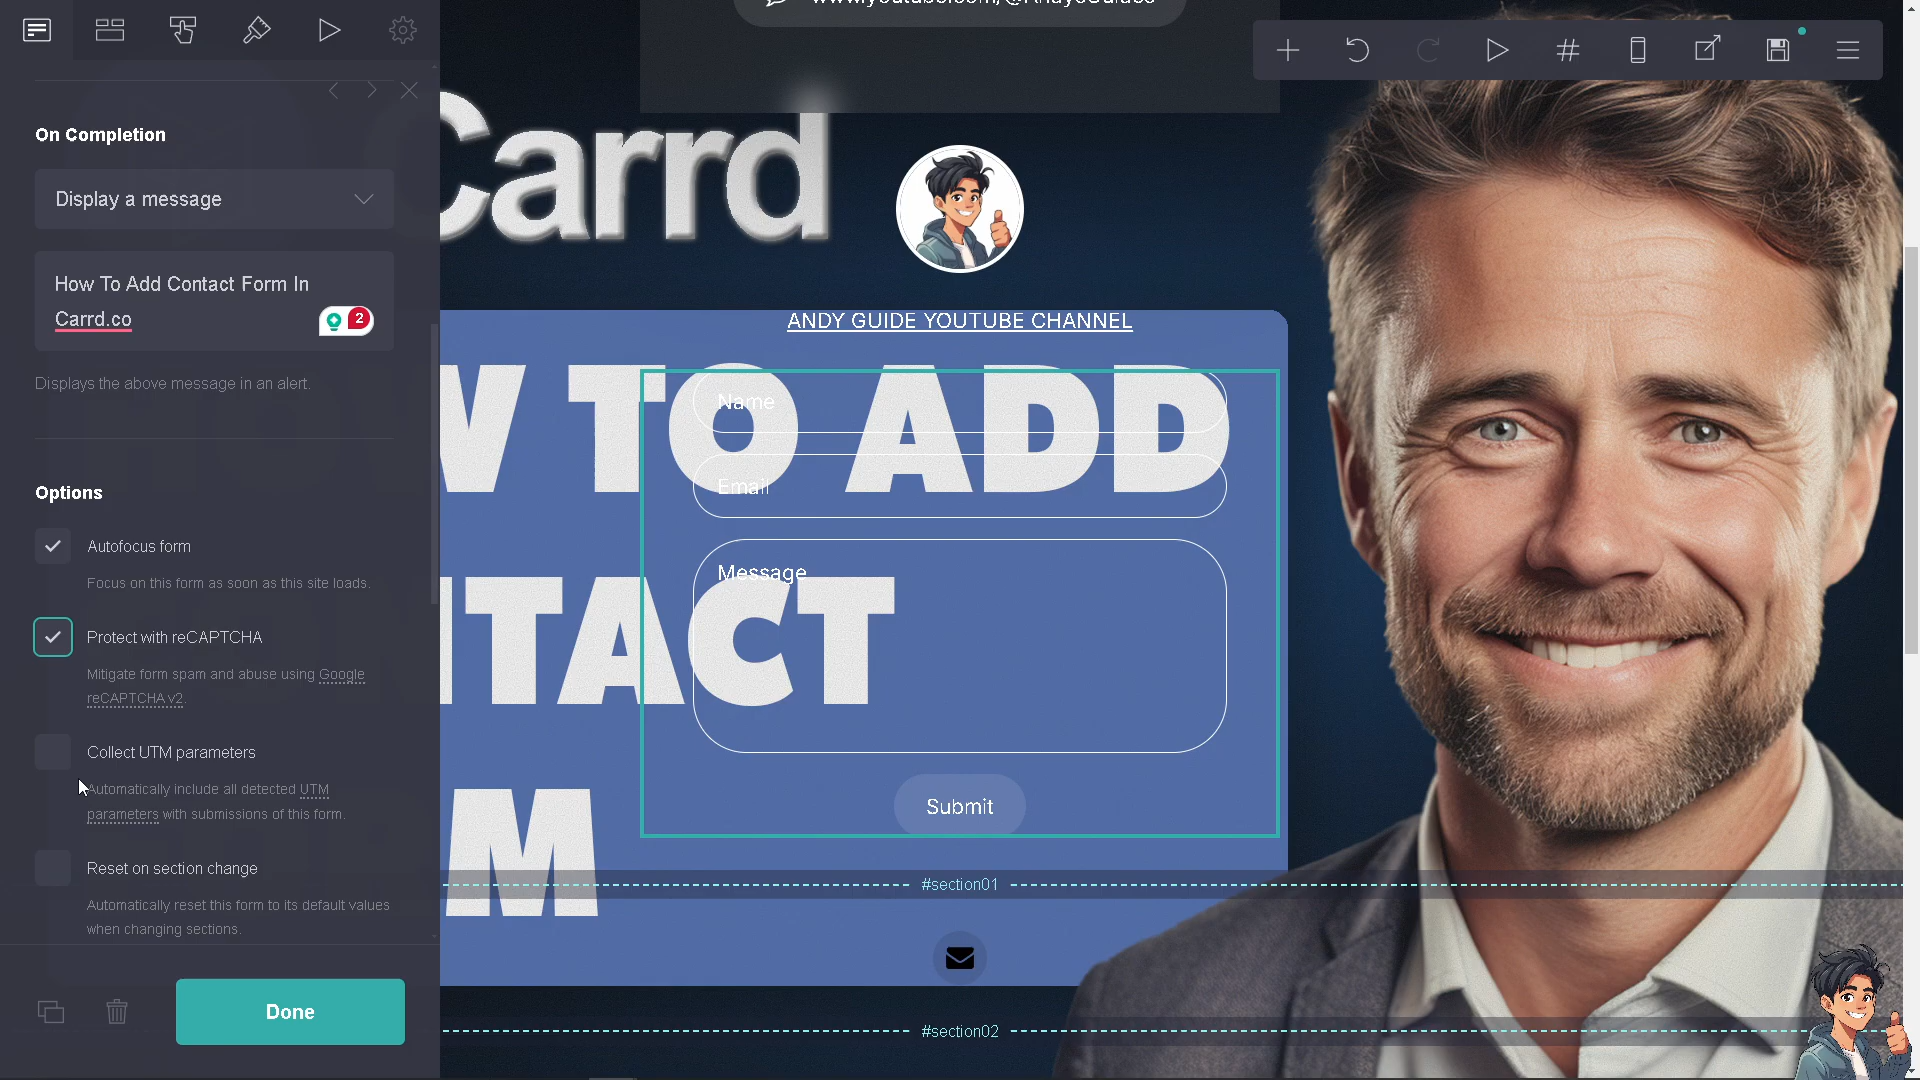 On Completion
Display a message
How To Add Contact Form In
Carrd.co
2
Displays the above message in an alert.
Options
Autofocus form
Focus on this form as soon as this site loads.
Protect with reCAPTCHA
Mitigate form spam and abuse using Google
reCAPTCHA v2.
Collect UTM parameters
Automatically include all detected UTM
parameters with submissions of this form.
Reset on section change
Automatically reset this form to its default values
when changing sections.
Done
Carrd
ANDY GUIDE YOUTUBE CHANNEL
W TO ADD
Name
Email
Message
TACT
Submit
M
#section01
#section02